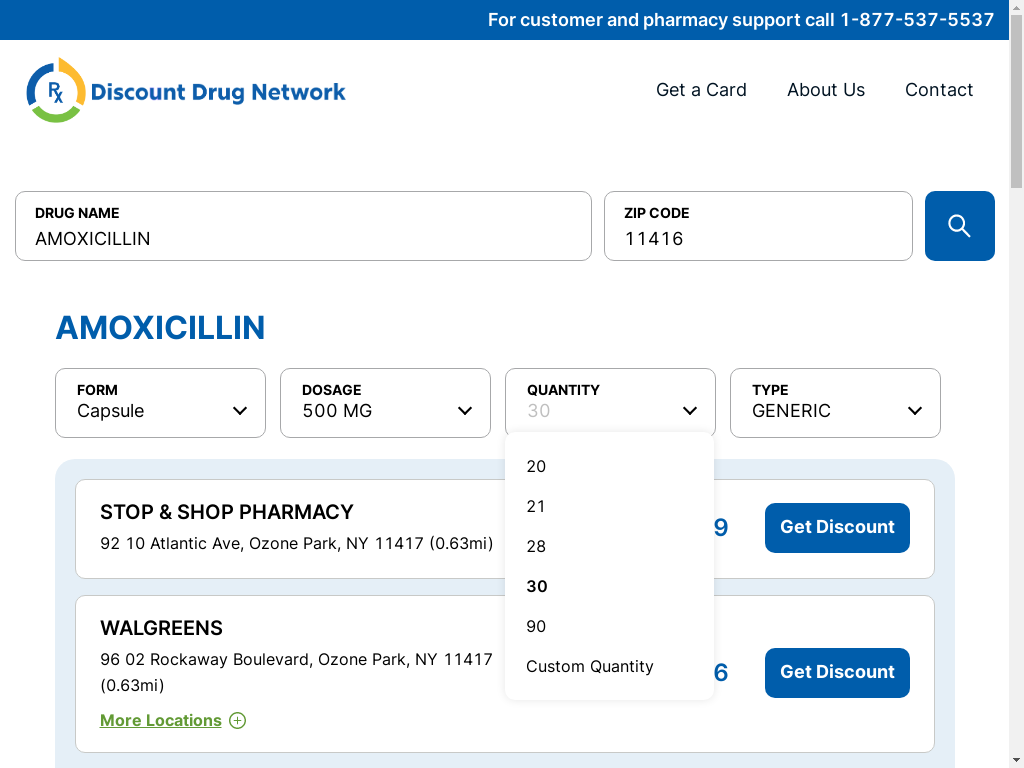 For customer and pharmacy support call 1-877-537-5537
Rx Discount Drug Network
Get a Card
About Us
Contact
DRUG NAME
AMOXICILLIN
ZIP CODE
11416
AMOXICILLIN
FORM
Capsule
DOSAGE
500 MG
QUANTITY
30
TYPE
GENERIC
20
21
28
30
90
Custom Quantity
STOP & SHOP PHARMACY
92 10 Atlantic Ave, Ozone Park, NY 11417 (0.63mi)
9
Get Discount
WALGREENS
96 02 Rockaway Boulevard, Ozone Park, NY 11417
(0.63mi)
More Locations
6
Get Discount